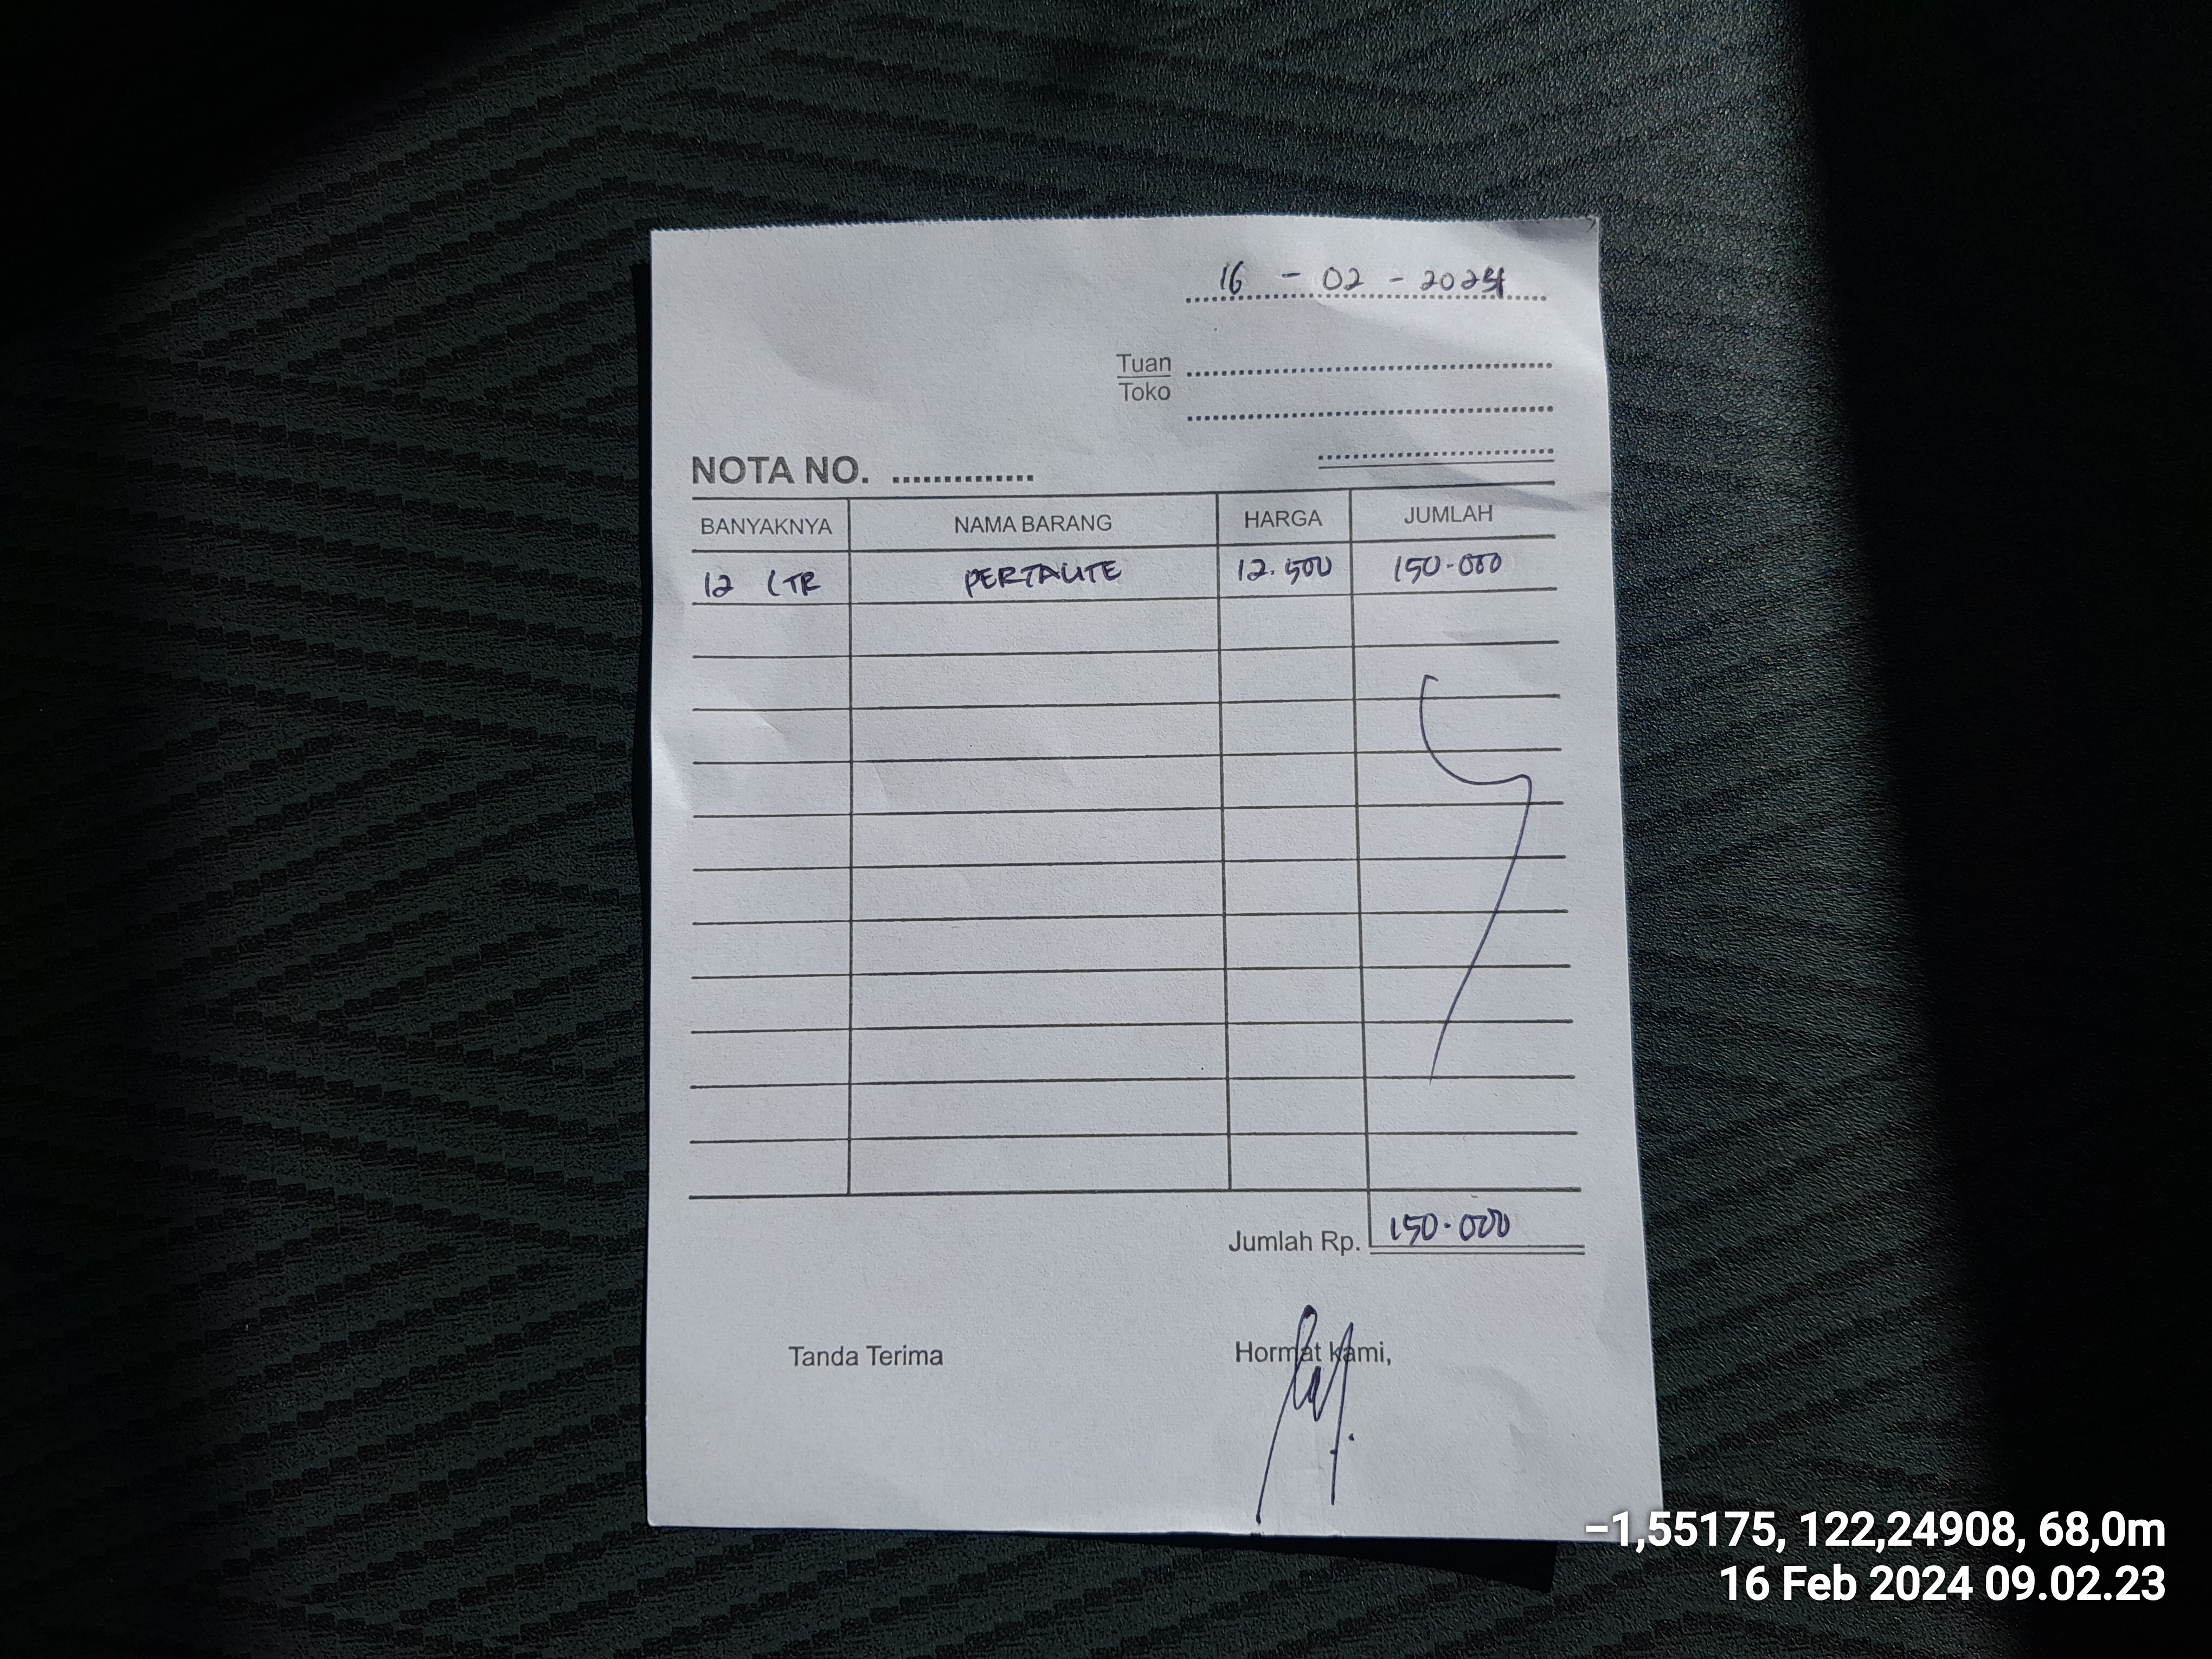 16 - 02 - 2024
Tuan
Toko
NOTA NO. ..............
BANYAKNYA NAMA BARANG HARGA JUMLAH
12 LTR PERTALITE 12.500 150.000
Jumlah Rp. 150.000
Tanda Terima Hormat kami,
−1,55175, 122,24908, 68,0m
16 Feb 2024 09.02.23